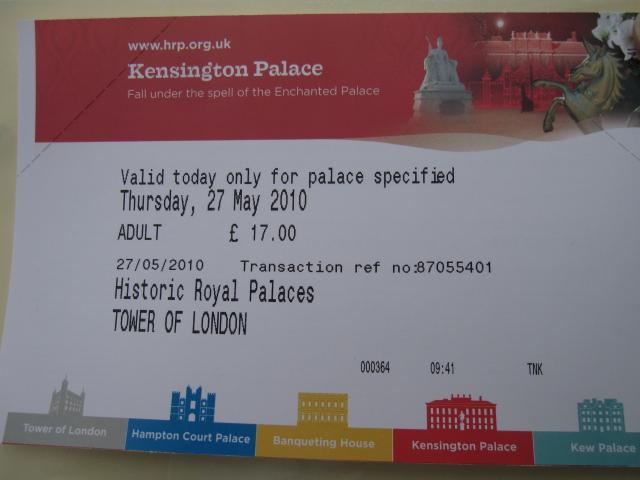 www.hrp.org.uk
Kensington Palace
Fall under the spell of the Enchanted Palace
Valid today only for palace specified
Thursday, 27 May 2010
ADULT £ 17.00
27/05/2010 Transaction ref no:87055401
Historic Royal Palaces
TOWER OF LONDON
000364 09:41 TNK
Tower of London Hampton Court Palace Banqueting House Kensington Palace Kew Palace